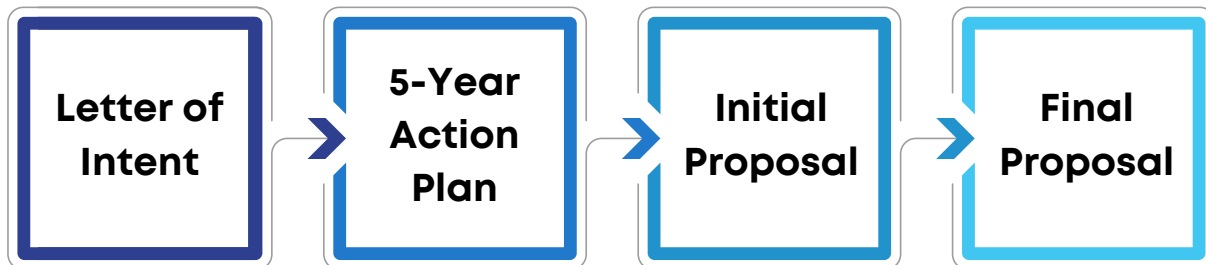 Letter of
Intent
5-Year
Action
Plan
Initial
Proposal
Final
Proposal